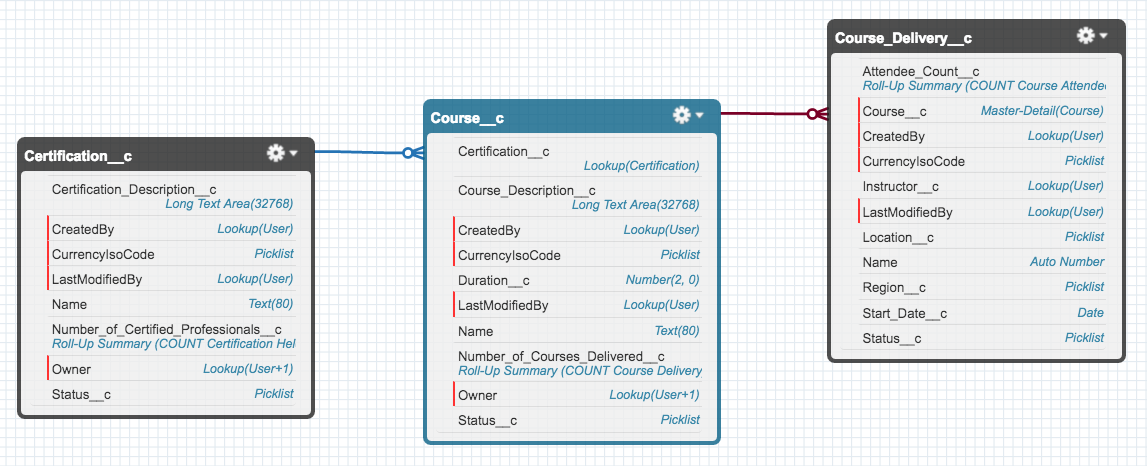 Certification__c
Certification_Description__c
Long Text Area(32768)
CreatedBy Lookup(User)
CurrencyIsoCode Picklist
LastModifiedBy Lookup(User)
Name Text(80)
Number_of_Certified_Professionals__c
Roll-Up Summary (COUNT Certification Hel
Owner Lookup(User+1)
Status__c Picklist
Course__c
Certification__c
Lookup(Certification)
Course_Description__c
Long Text Area(32768)
CreatedBy Lookup(User)
CurrencyIsoCode Picklist
Duration__c Number(2, 0)
LastModifiedBy Lookup(User)
Name Text(80)
Number_of_Courses_Delivered__c
Roll-Up Summary (COUNT Course Delivery
Owner Lookup(User+1)
Status__c Picklist
Course_Delivery__c
Attendee_Count__c
Roll-Up Summary (COUNT Course Attende
Course__c Master-Detail(Course)
CreatedBy Lookup(User)
CurrencyIsoCode Picklist
Instructor__c Lookup(User)
LastModifiedBy Lookup(User)
Location__c Picklist
Name Auto Number
Region__c Picklist
Start_Date__c Date
Status__c Picklist